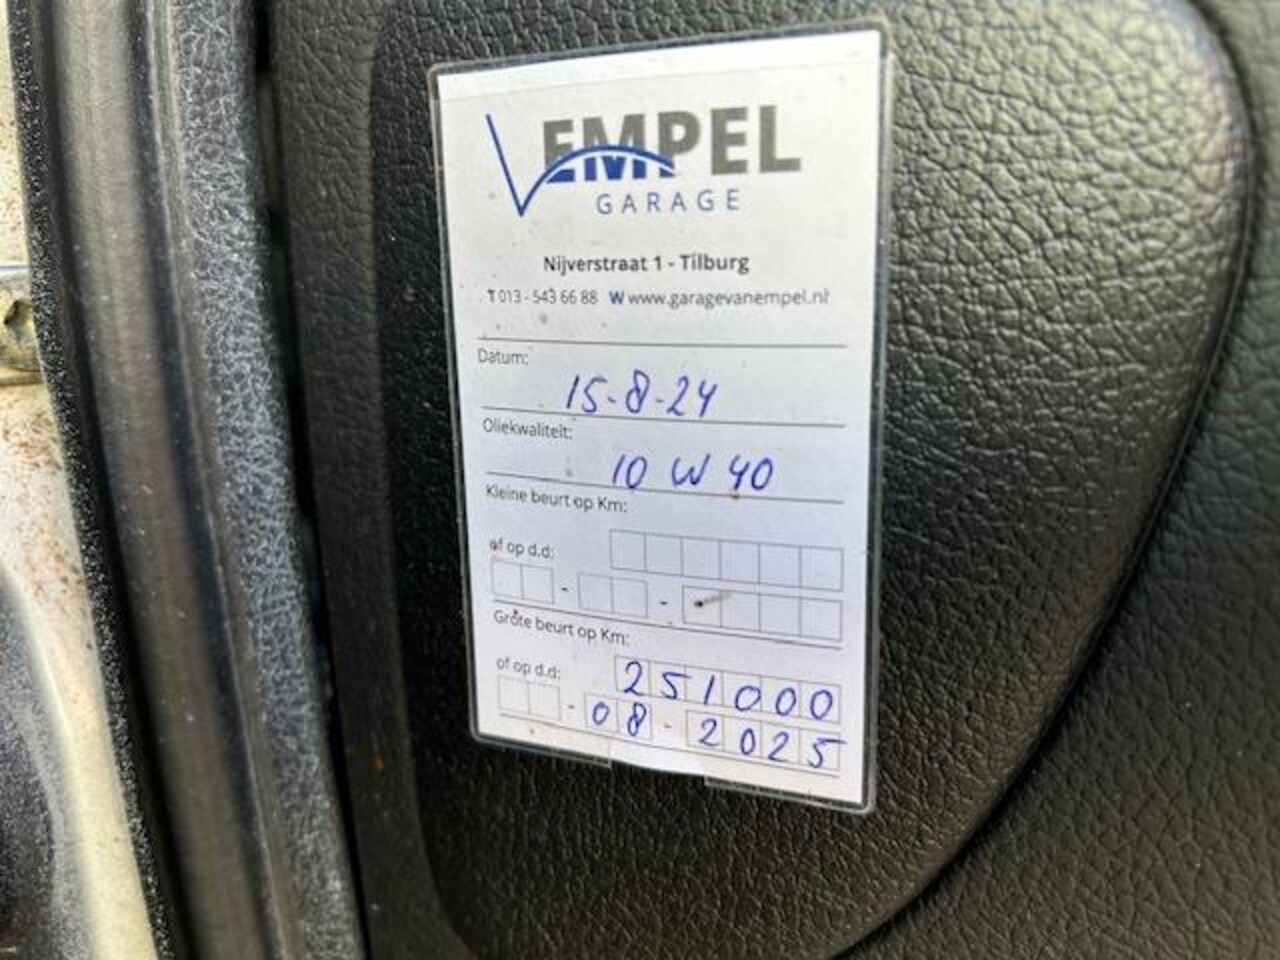 VEMPEL
GARAGE
Nijverstraat 1 - Tilburg
T 013 - 543 66 88 W www.garagevanempel.nl
Datum:
15-8-24
Oliekwaliteit:
10 W 40
Kleine beurt op Km:
of op d.d:
- -
Grote beurt op Km:
251000
of op d.d:
- 08 - 2025